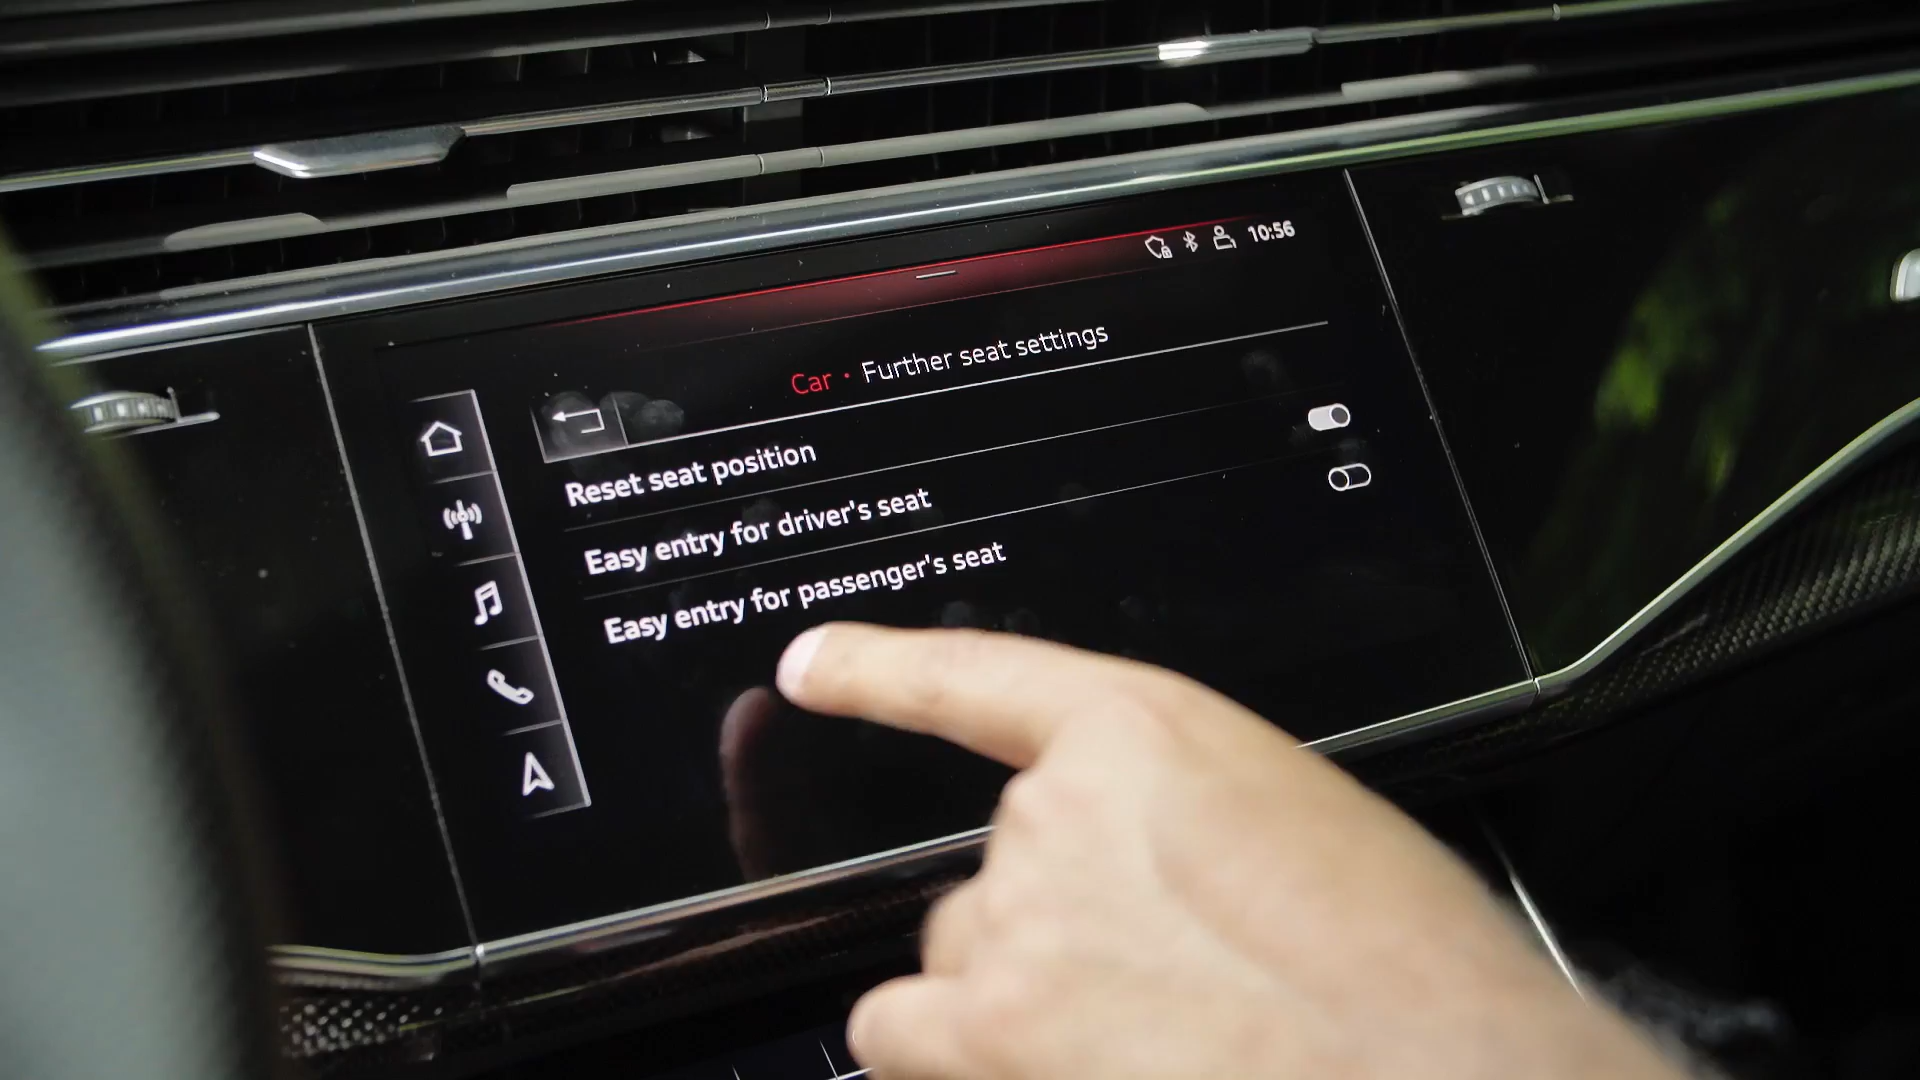 10:56
Car · Further seat settings
Reset seat position
Easy entry for driver's seat
Easy entry for passenger's seat